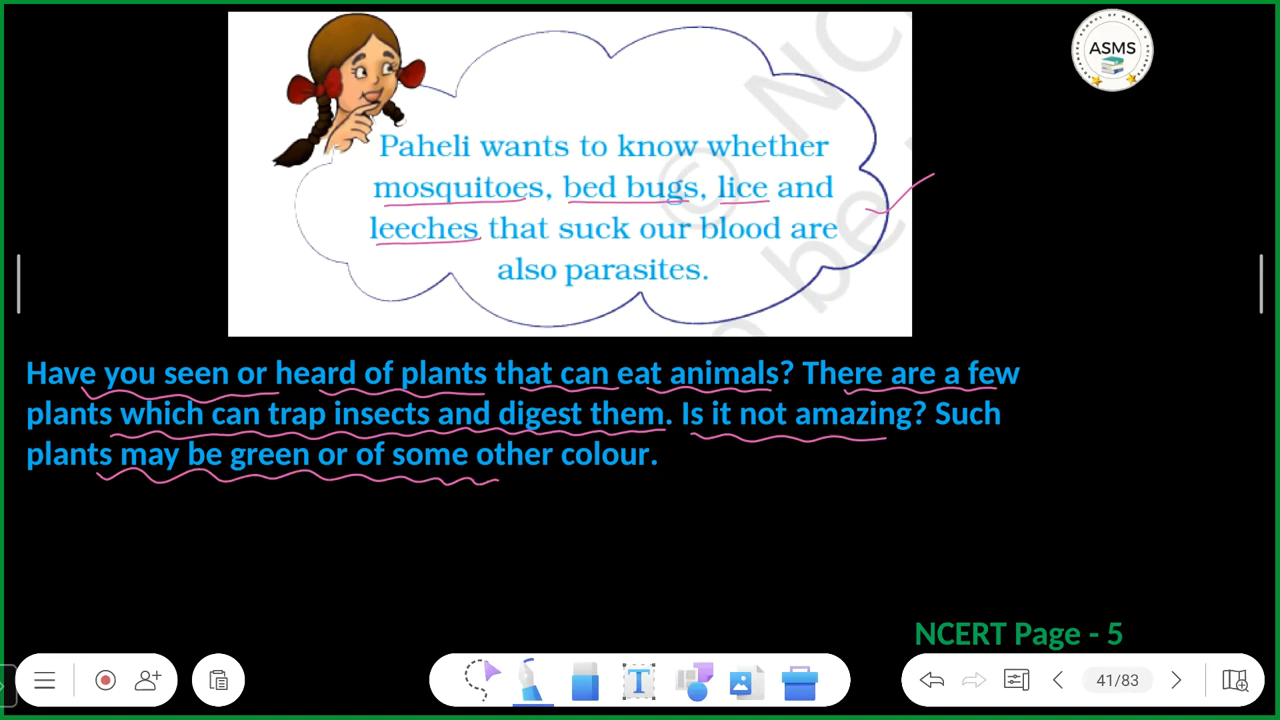 ASMS
Paheli wants to know whether
mosquitoes, bed bugs, lice and
leeches that suck our blood are
also parasites.
Have you seen or heard of plants that can eat animals? There are a few
plants which can trap insects and digest them. Is it not amazing? Such
plants may be green or of some other colour.
NCERT Page - 5
41/83